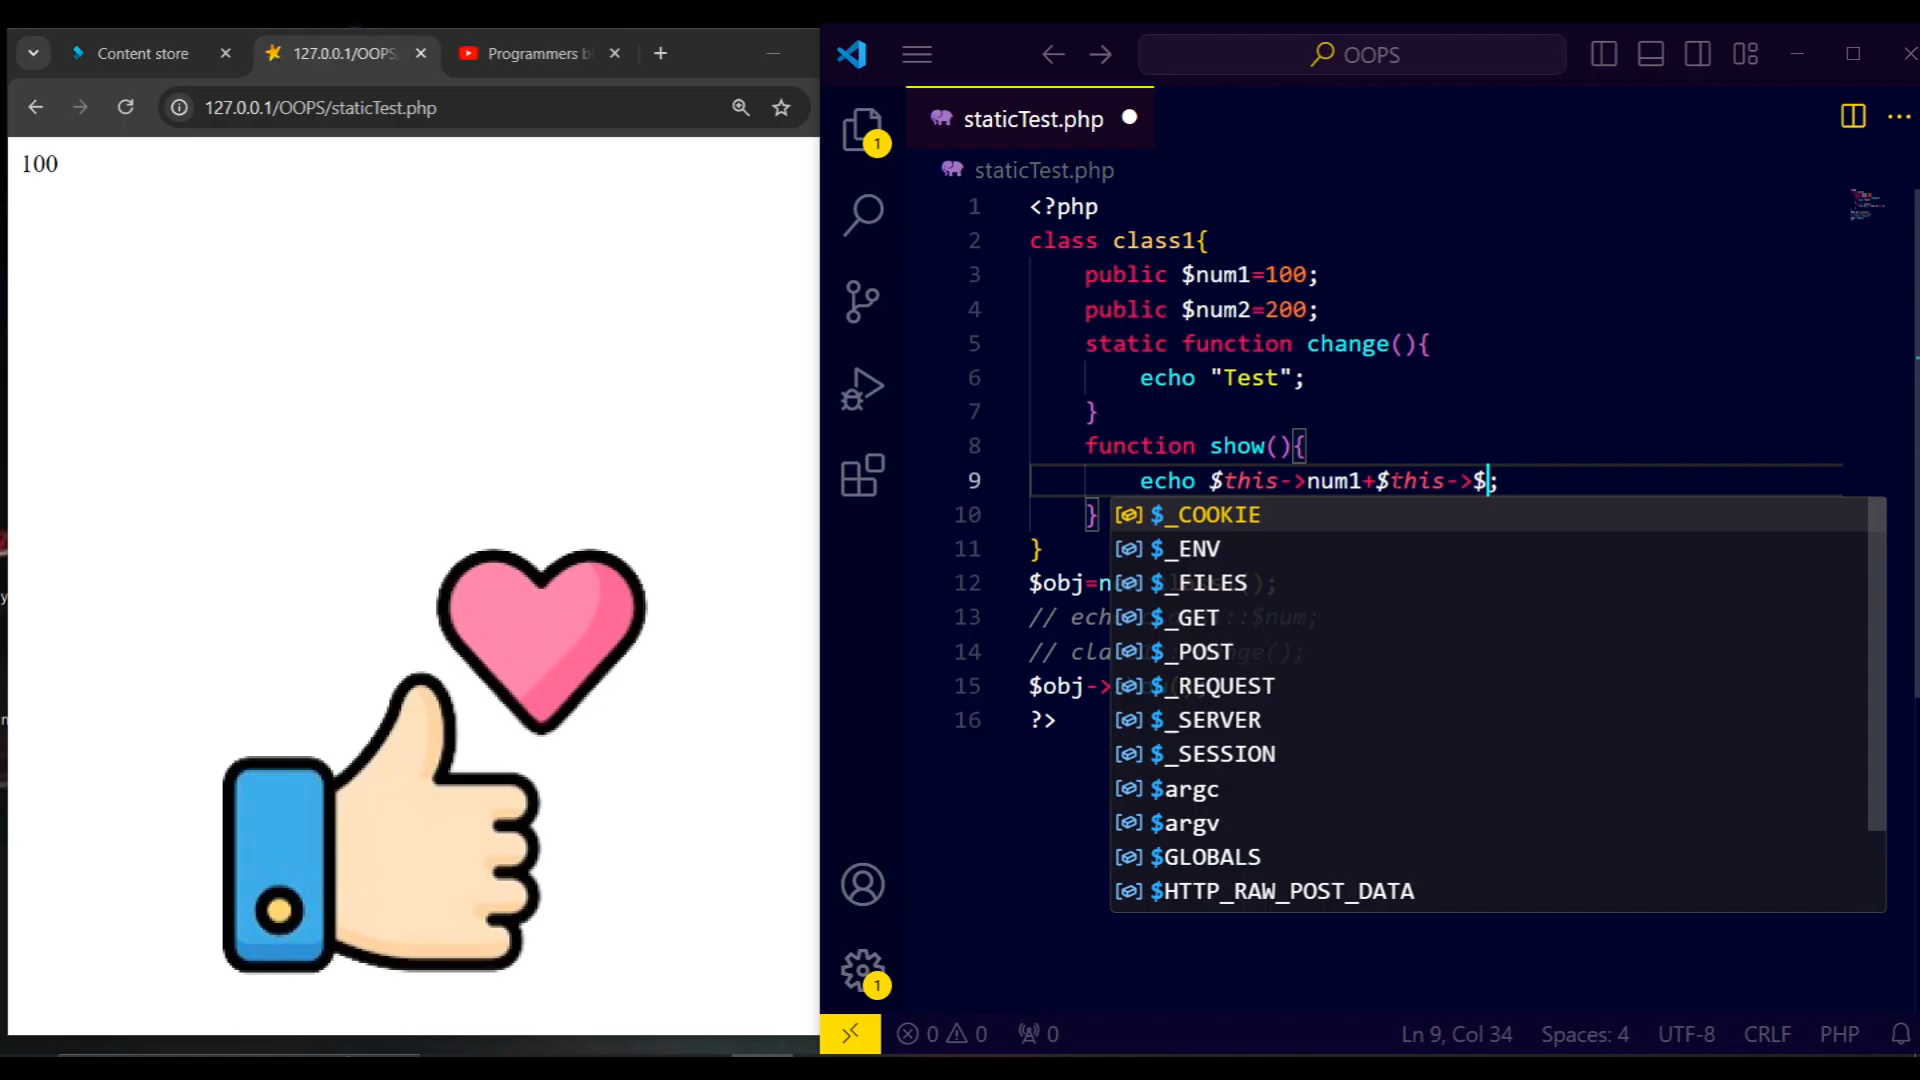 Content store
127.0.0.1/OOPS
Programmers b
127.0.0.1/OOPS/staticTest.php
100
OOPS
1
staticTest.php
staticTest.php
1 <?php
2 class class1{
3 public $num1=100;
4 public $num2=200;
5 static function change(){
6 echo "Test";
7 }
8 function show(){
9 echo $this->num1+$this->$;
10 }
11 }
12 $obj=n ();
13 // ech ::$num;
14 // cla nge();
15 $obj->
16 ?>
$_COOKIE
$_ENV
$_FILES
$_GET
$_POST
$_REQUEST
$_SERVER
$_SESSION
$argc
$argv
$GLOBALS
$HTTP_RAW_POST_DATA
1
0 0 0
Ln 9, Col 34 Spaces: 4 UTF-8 CRLF PHP